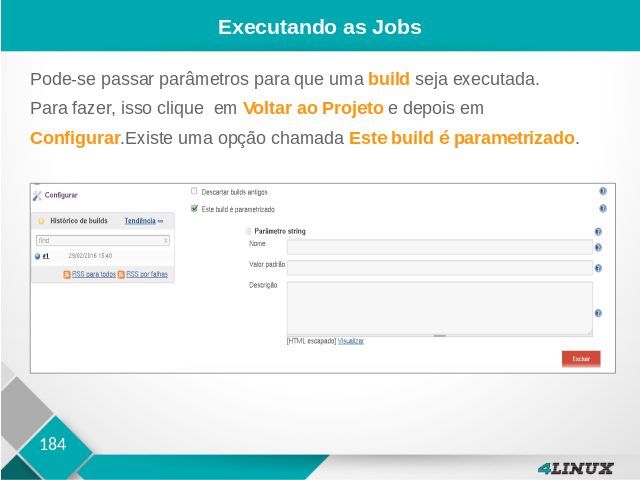 Executando as Jobs
Pode-se passar parâmetros para que uma build seja executada.
Para fazer, isso clique em Voltar ao Projeto e depois em
Configurar.Existe uma opção chamada Este build é parametrizado.
Configurar
Descartar builds antigos
Histórico de builds Tendência
Este build é parametrizado
find x
Parâmetro string
Nome
#1 29/02/2016 15:40
Valor padrão
RSS para todos RSS por falhas
Descrição
[HTML escapado] Visualizar
Excluir
184
4LINUX